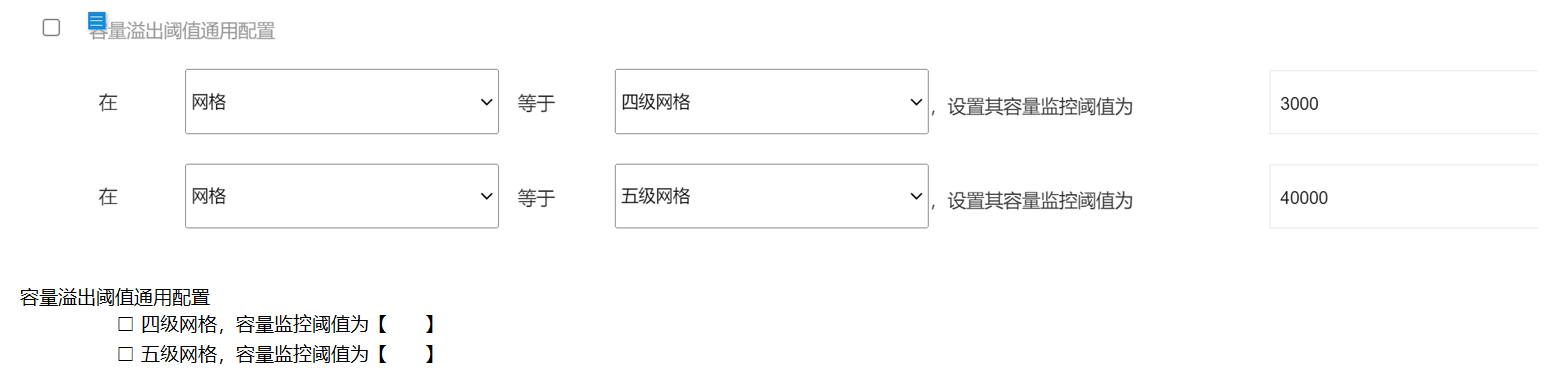 容量溢出阈值通用配置
在 网格 等于 四级网格 ，设置其容量监控阈值为 3000
在 网格 等于 五级网格 ，设置其容量监控阈值为 40000
容量溢出阈值通用配置
□ 四级网格，容量监控阈值为【　　】
□ 五级网格，容量监控阈值为【　　】